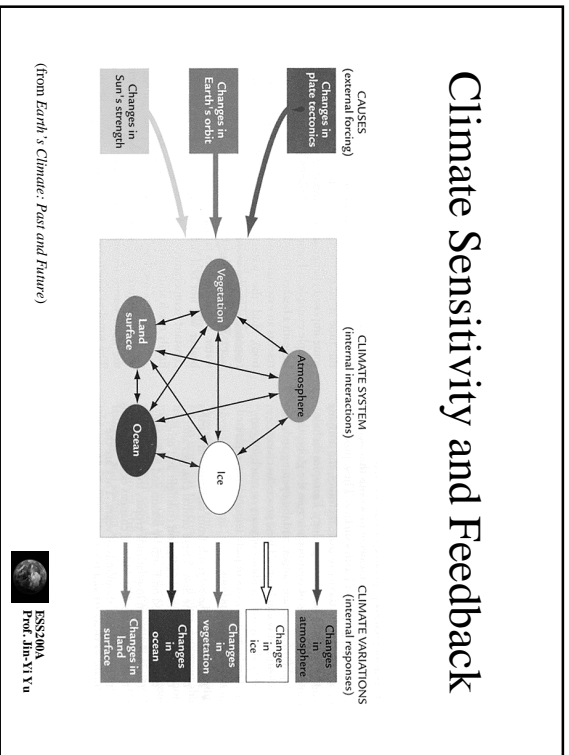 Climate Sensitivity and Feedback
CAUSES
(external forcing)
Changes in
plate tectonics
Changes in
Earth's orbit
Changes in
Sun's strength
CLIMATE SYSTEM
(internal interactions)
Atmosphere
Vegetation
Ice
Land
surface
Ocean
CLIMATE VARIATIONS
(internal responses)
Changes
in
atmosphere
Changes
in
ice
Changes
in
vegetation
Changes
in
ocean
Changes in
land
surface
(from Earth's Climate: Past and Future)
ESS200A
Prof. Jin-Yi Yu